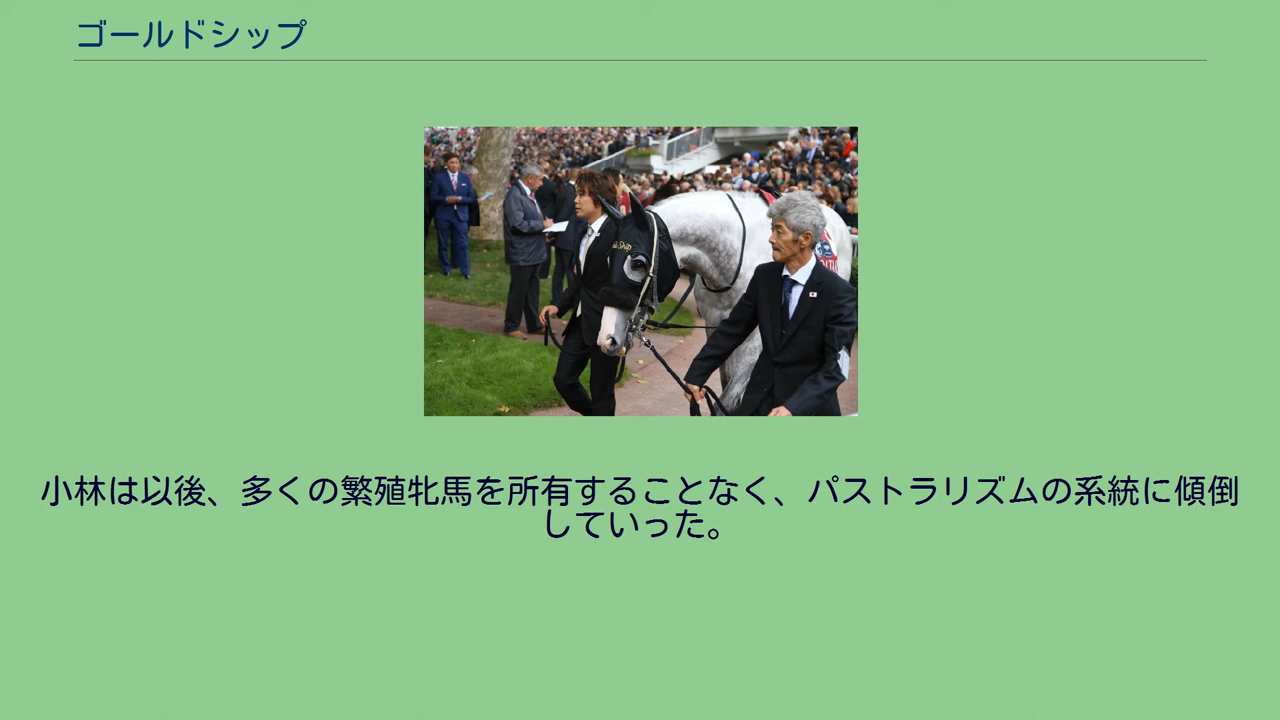 ゴールドシップ
小林は以後、多くの繁殖牝馬を所有することなく、パストラリズムの系統に傾倒
していった。